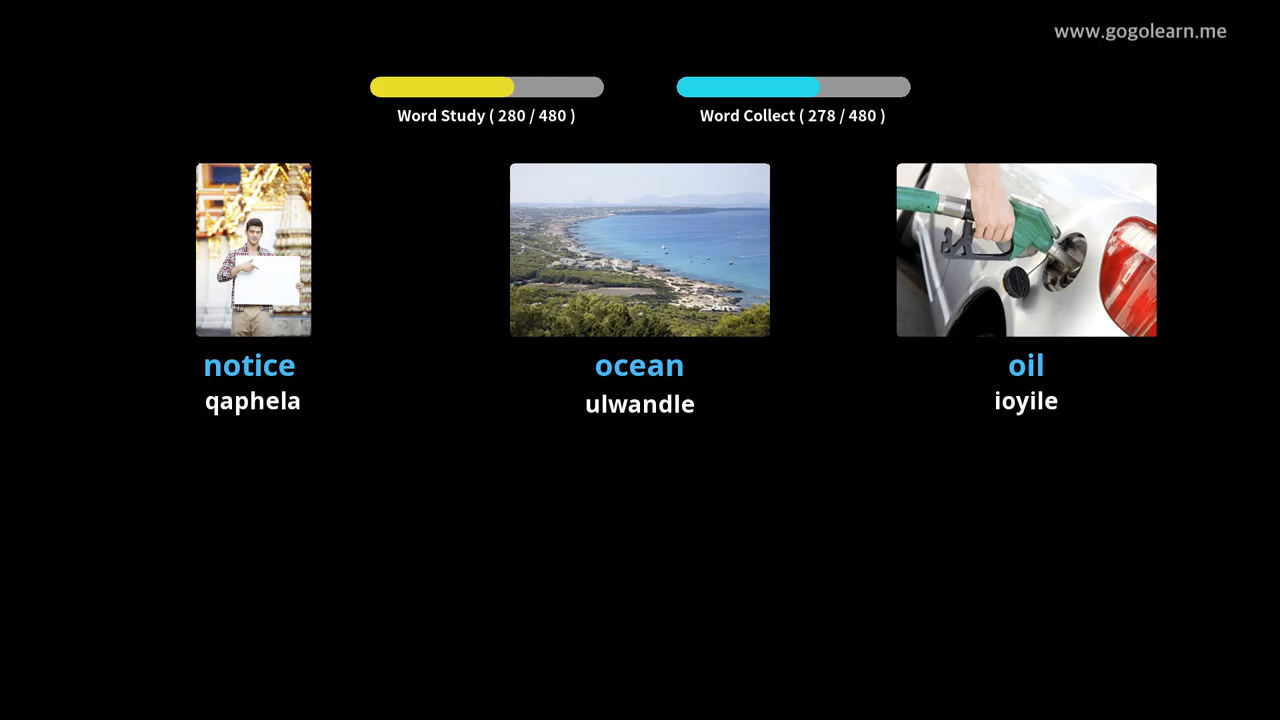 www.gogolearn.me
Word Study ( 280 / 480 )
Word Collect ( 278 / 480 )
notice
qaphela
ocean
ulwandle
oil
ioyile